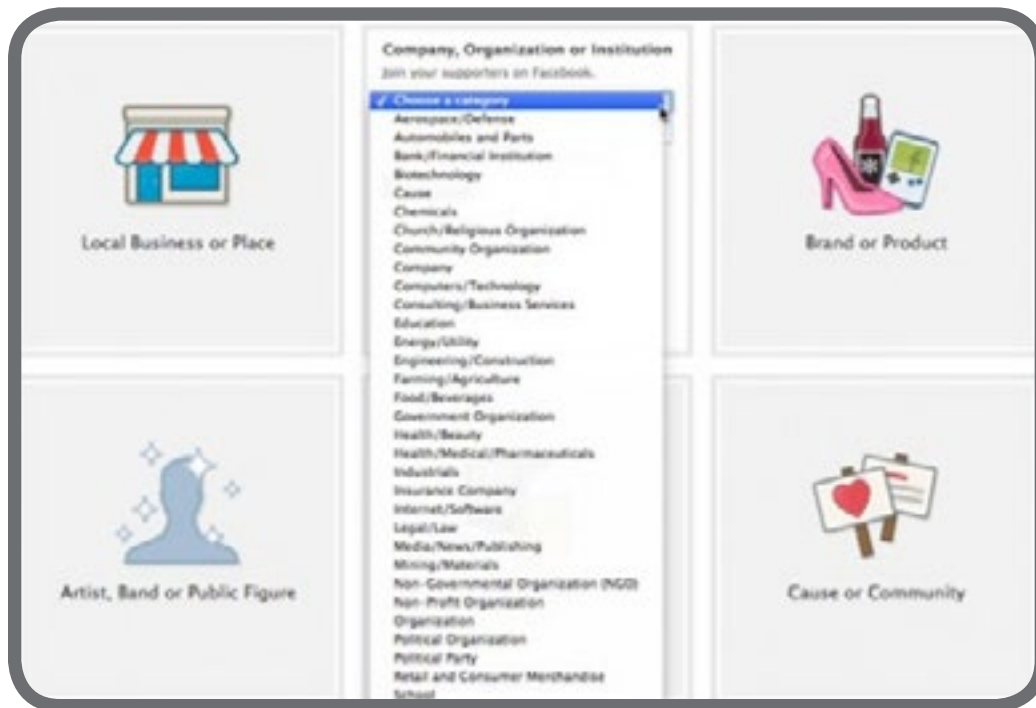 Local Business or Place
Company, Organization or Institution
Join your supporters on Facebook.
Choose a category
Aerospace/Defense
Automobiles and Parts
Bank/Financial Institution
Biotechnology
Cause
Chemicals
Church/Religious Organization
Community Organization
Company
Computers/Technology
Consulting/Business Services
Education
Energy/Utility
Engineering/Construction
Farming/Agriculture
Food/Beverages
Government Organization
Health/Beauty
Health/Medical/Pharmaceuticals
Industrials
Insurance Company
Internet/Software
Legal/Law
Media/News/Publishing
Mining/Materials
Non-Governmental Organization (NGO)
Non-Profit Organization
Organization
Political Organization
Political Party
Retail and Consumer Merchandise
School
Brand or Product
Artist, Band or Public Figure
Cause or Community